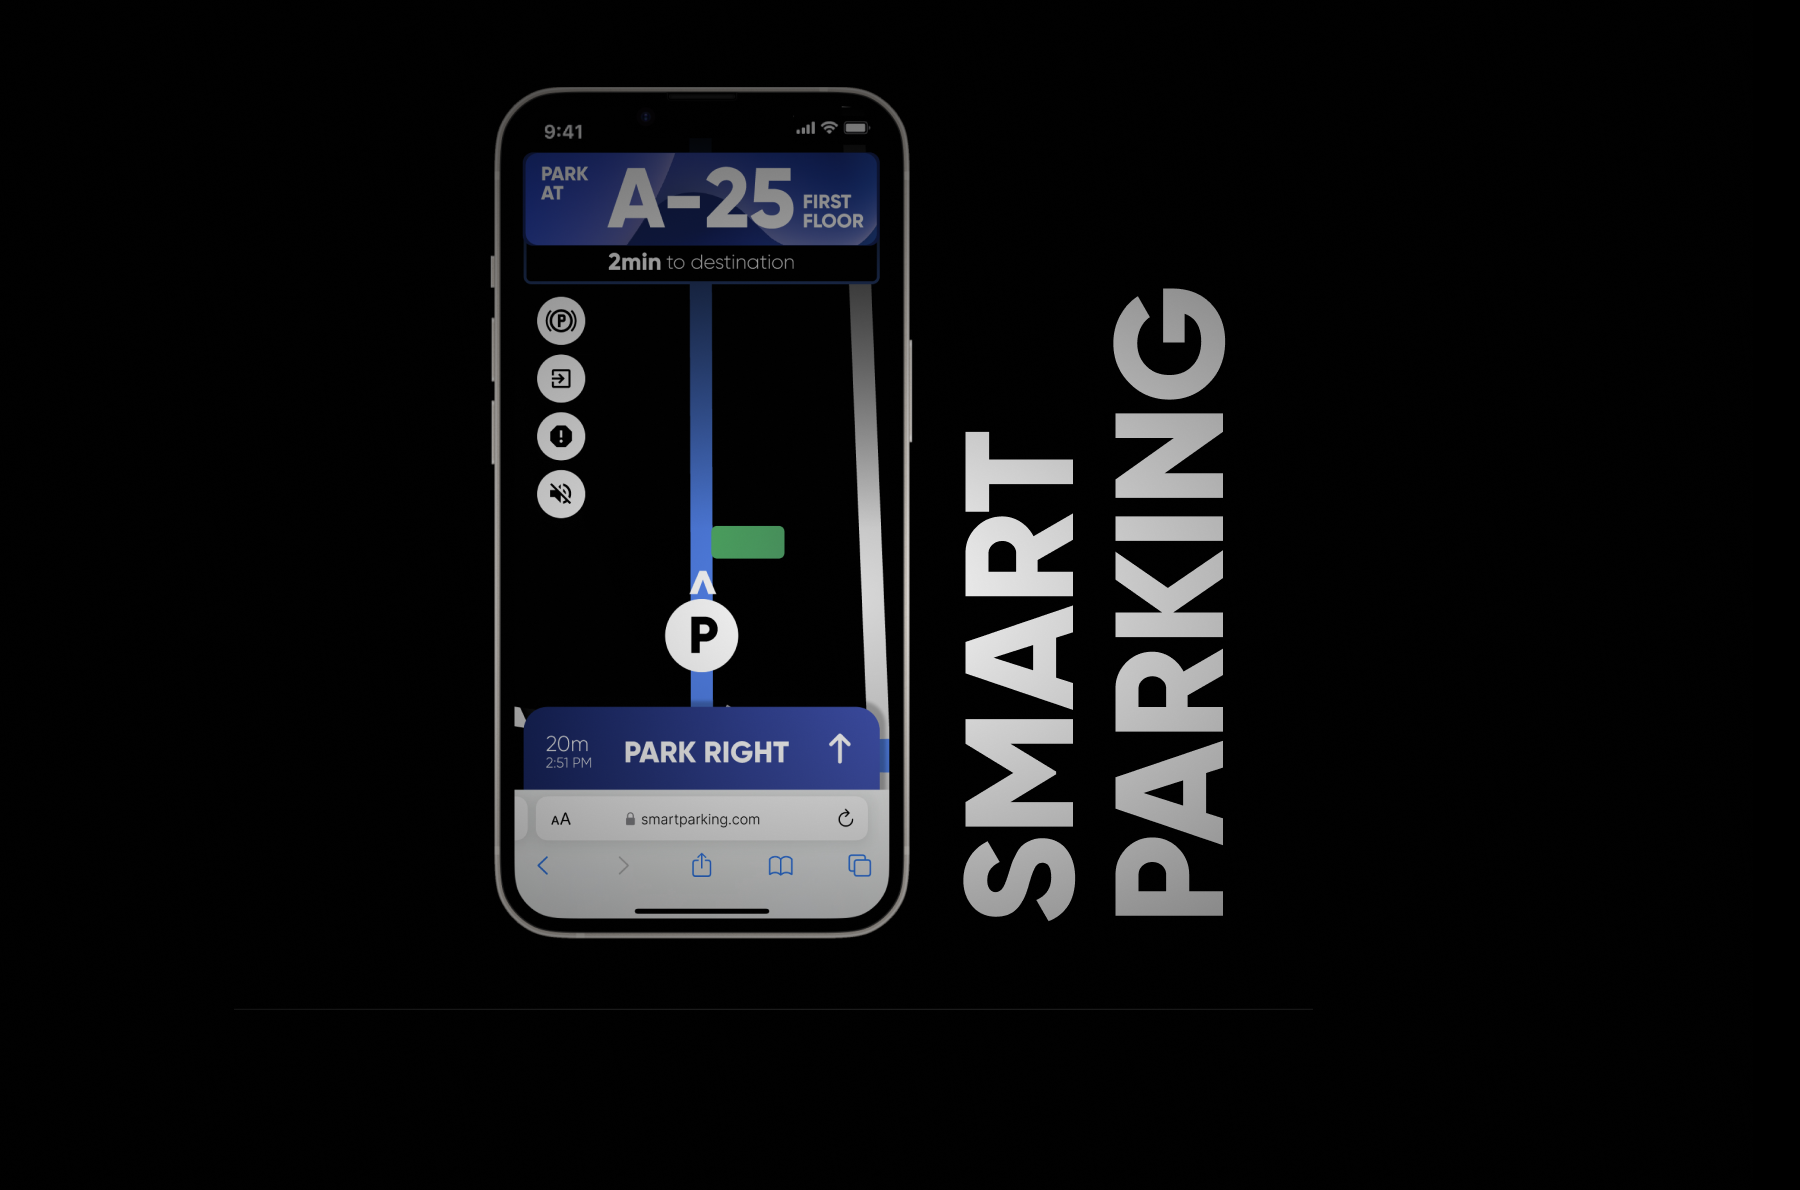 9:41
PARK
AT
A-25
FIRST
FLOOR
2min to destination
P
P
20m
2:51 PM
PARK RIGHT
AA
smartparking.com
SMART
PARKING